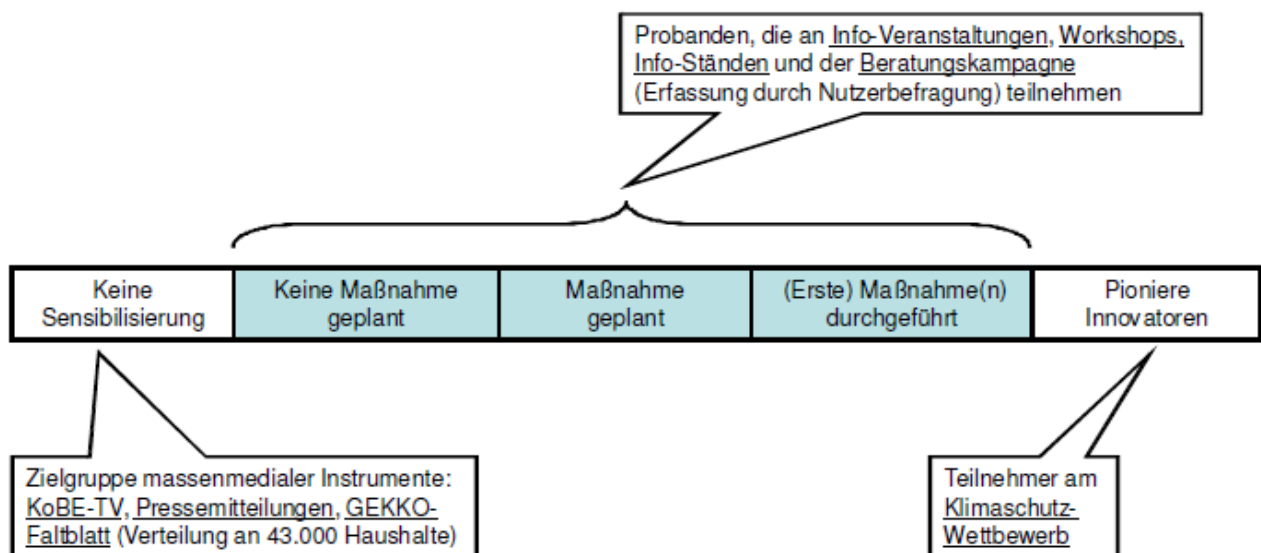 Probanden, die an Info-Veranstaltungen, Workshops,
Info-Ständen und der Beratungskampagne
(Erfassung durch Nutzerbefragung) teilnehmen
Keine
Sensibilisierung
Keine Maßnahme
geplant
Maßnahme
geplant
(Erste) Maßnahme(n)
durchgeführt
Pioniere
Innovatoren
Zielgruppe massenmedialer Instrumente:
KoBE-TV, Pressemitteilungen, GEKKO-
Faltblatt (Verteilung an 43.000 Haushalte)
Teilnehmer am
Klimaschutz-
Wettbewerb